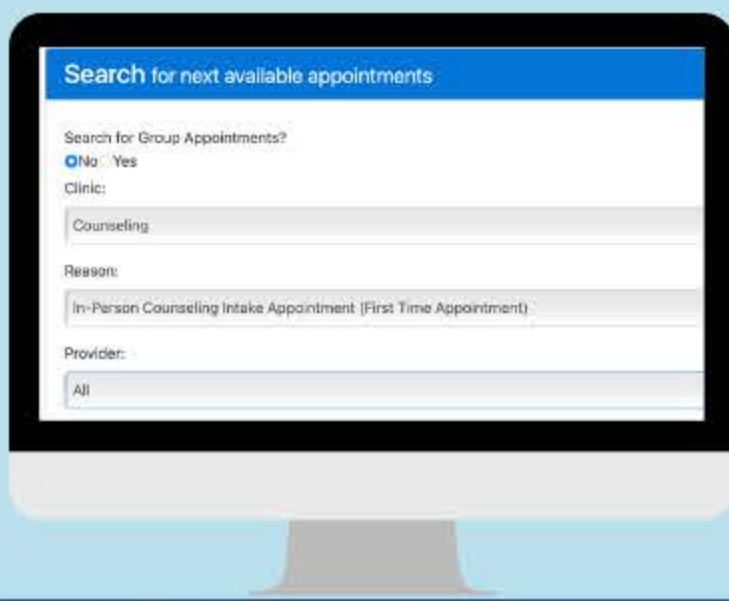 Search for next available appointments
Search for Group Appointments?
No Yes
Clinic:
Counseling
Reason:
In-Person Counseling Intake Appointment (First Time Appointment)
Provider:
All